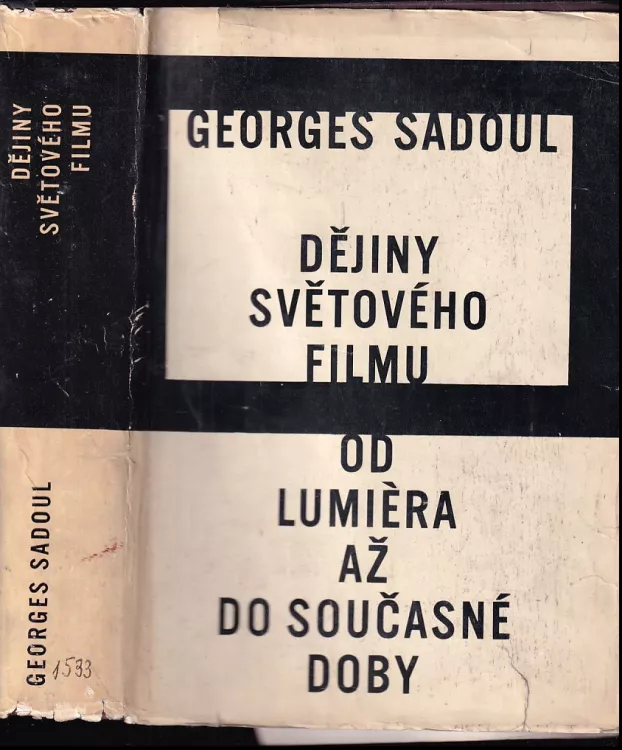 DĚJINY
SVĚTOVÉHO
FILMU
GEORGES SADOUL
1533
GEORGES SADOUL
DĚJINY
SVĚTOVÉHO
FILMU
OD
LUMIÈRA
AŽ
DO SOUČASNÉ
DOBY